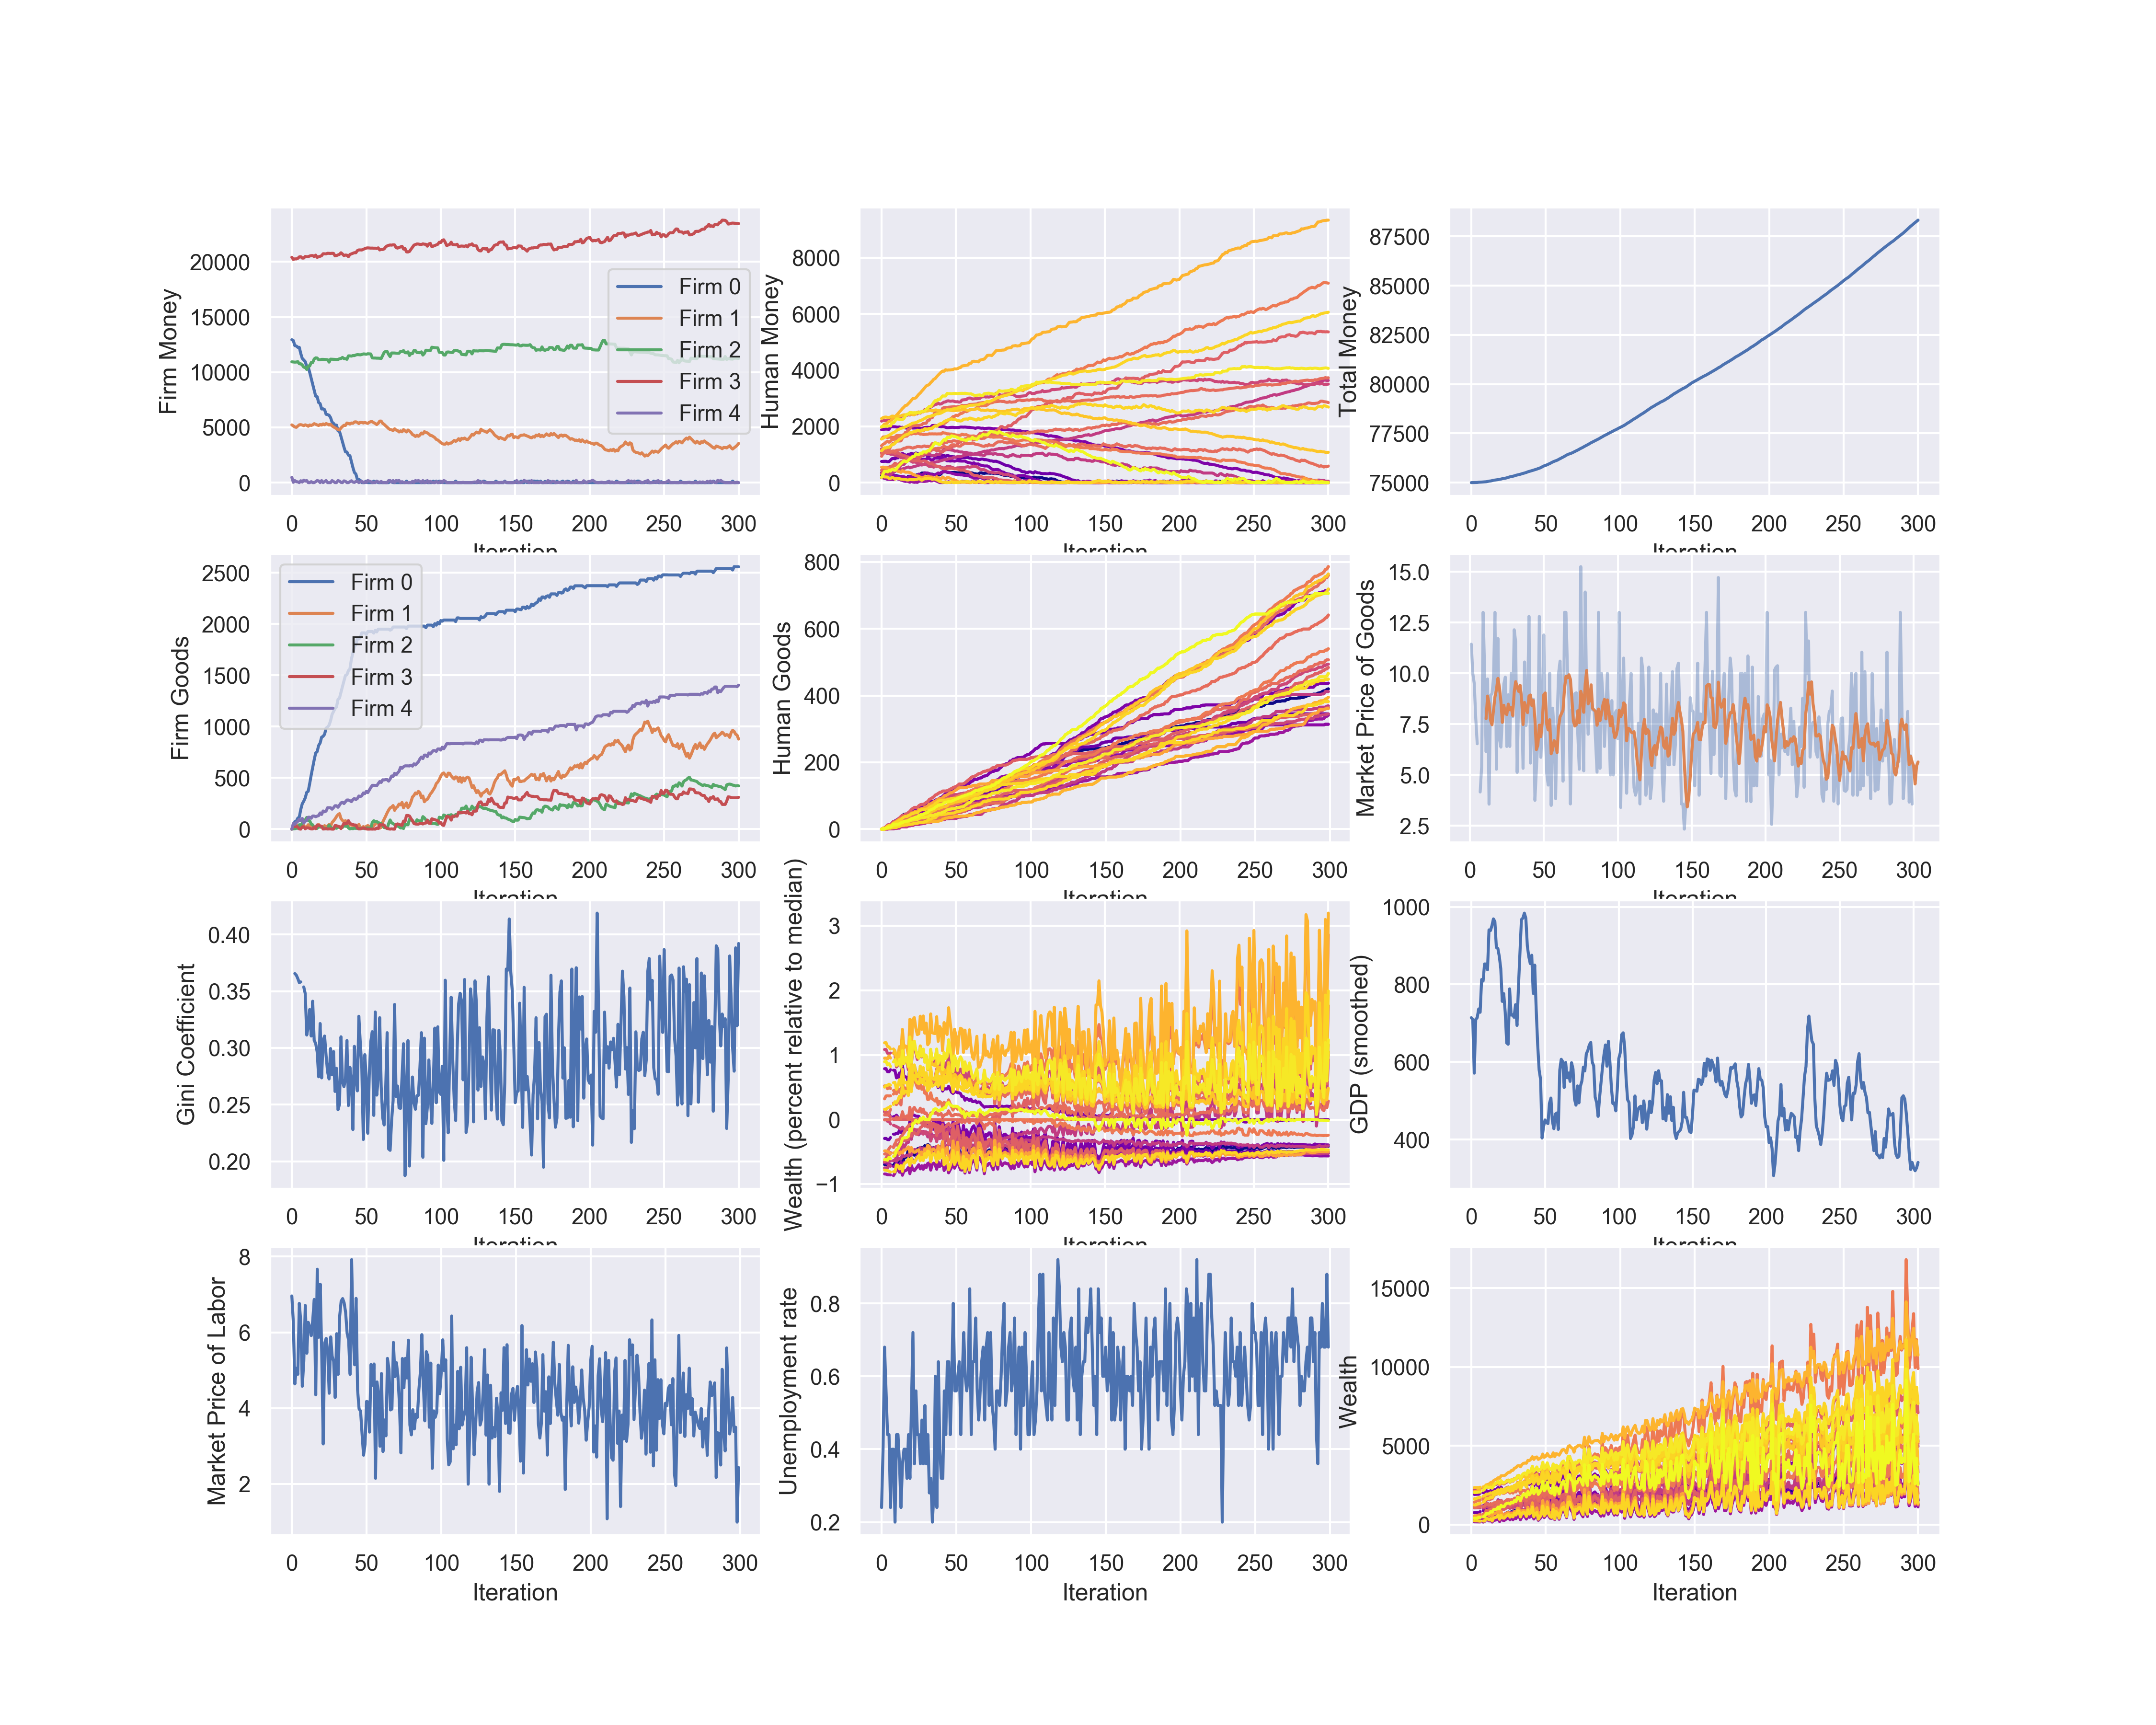 Firm Money
20000
15000
10000
5000
0
Firm 0
Firm 1
Firm 2
Firm 3
Firm 4
0 50 100 150 200 250 300
Iteration
Human Money
8000
6000
4000
2000
0
0 50 100 150 200 250 300
Iteration
Total Money
87500
85000
82500
80000
77500
75000
0 50 100 150 200 250 300
Iteration
Firm Goods
2500
2000
1500
1000
500
0
Firm 0
Firm 1
Firm 2
Firm 3
Firm 4
0 50 100 150 200 250 300
Iteration
Human Goods
800
600
400
200
0
0 50 100 150 200 250 300
Iteration
Market Price of Goods
15.0
12.5
10.0
7.5
5.0
2.5
0 50 100 150 200 250 300
Iteration
Gini Coefficient
0.40
0.35
0.30
0.25
0.20
0 50 100 150 200 250 300
Iteration
Wealth (percent relative to median)
3
2
1
0
−1
0 50 100 150 200 250 300
Iteration
GDP (smoothed)
1000
800
600
400
0 50 100 150 200 250 300
Iteration
Market Price of Labor
8
6
4
2
0 50 100 150 200 250 300
Iteration
Unemployment rate
0.8
0.6
0.4
0.2
0 50 100 150 200 250 300
Iteration
Wealth
15000
10000
5000
0
0 50 100 150 200 250 300
Iteration